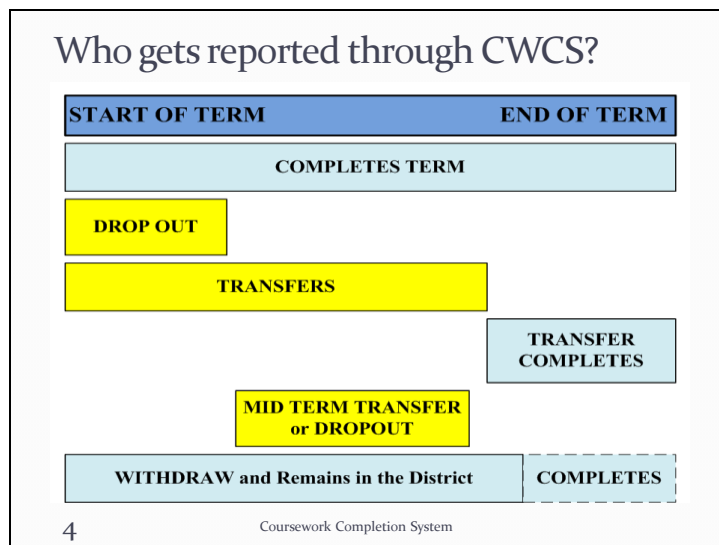 Who gets reported through CWCS?
START OF TERM END OF TERM
COMPLETES TERM
DROP OUT
TRANSFERS
TRANSFER
COMPLETES
MID TERM TRANSFER
or DROPOUT
WITHDRAW and Remains in the District COMPLETES
4 Coursework Completion System